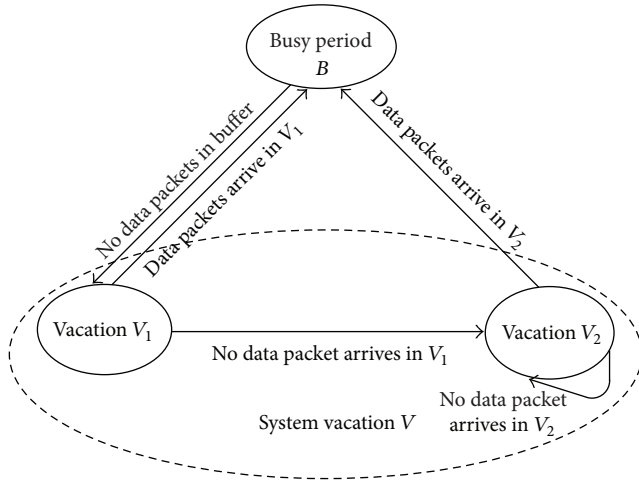 Busy period
B
No data packets in buffer
Data packets arrive in V₁
Data packets arrive in V₂
Vacation V₁
Vacation V₂
No data packet arrives in V₁
No data packet
arrives in V₂
System vacation V